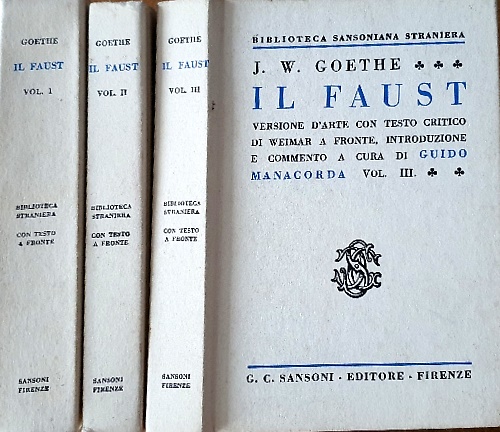 GOETHE
IL FAUST
VOL. I
BIBLIOTECA
STRANIERA
CON TESTO
A FRONTE
SANSONI
FIRENZE
GOETHE
IL FAUST
VOL. II
BIBLIOTECA
STRANIERA
CON TESTO
A FRONTE
SANSONI
FIRENZE
GOETHE
IL FAUST
VOL. III
BIBLIOTECA
STRANIERA
CON TESTO
A FRONTE
SANSONI
FIRENZE
BIBLIOTECA SANSONIANA STRANIERA
J. W. GOETHE ♣ ♣ ♣
IL FAUST
VERSIONE D'ARTE CON TESTO CRITICO
DI WEIMAR A FRONTE, INTRODUZIONE
E COMMENTO A CURA DI GUIDO
MANACORDA VOL. III. ♣ ♣
G. C. SANSONI - EDITORE - FIRENZE